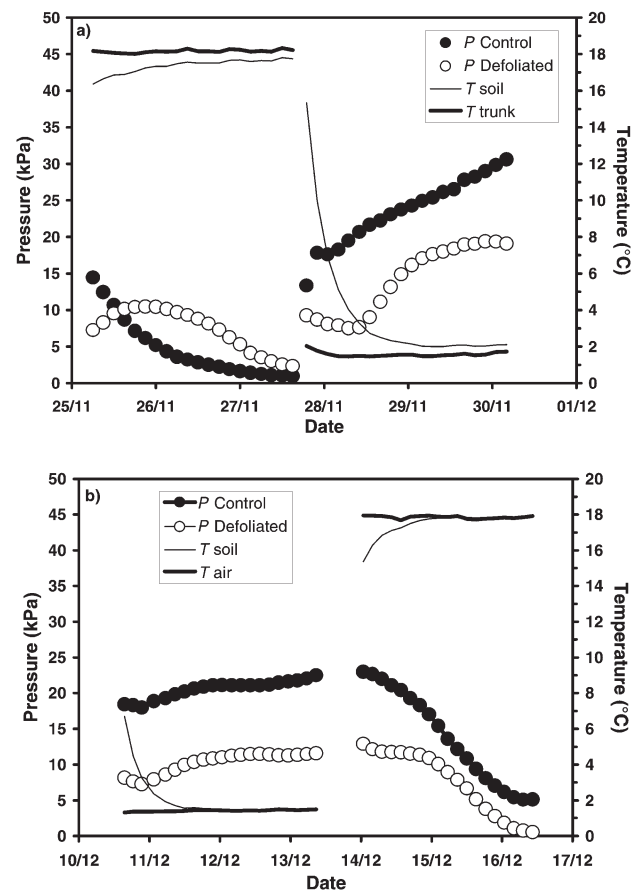 a)
50 45 40 35 30 25 20 15 10 5 0
Pressure (kPa)
P Control
P Defoliated
T soil
T trunk
20 18 16 14 12 10 8 6 4 2 0
Temperature (°C)
25/11 26/11 27/11 28/11 29/11 30/11 01/12
Date
b)
50 45 40 35 30 25 20 15 10 5 0
Pressure (kPa)
P Control
P Defoliated
T soil
T air
20 18 16 14 12 10 8 6 4 2 0
Temperature (°C)
10/12 11/12 12/12 13/12 14/12 15/12 16/12 17/12
Date